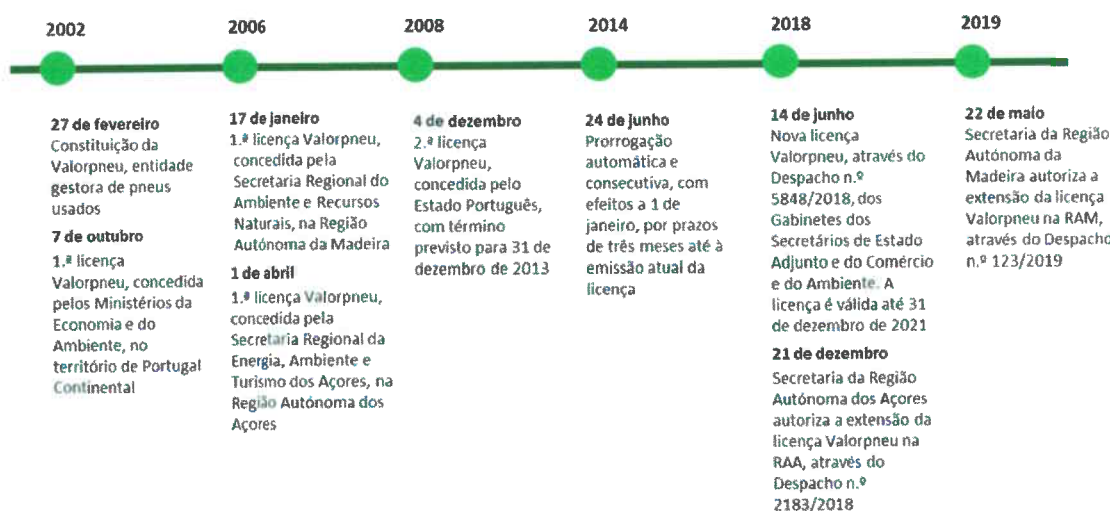 2002
27 de fevereiro
Constituição da
Valorpneu, entidade
gestora de pneus
usados
7 de outubro
1.ª licença
Valorpneu, concedida
pelos Ministérios da
Economia e do
Ambiente, no
território de Portugal
Continental
2006
17 de janeiro
1.ª licença Valorpneu,
concedida pela
Secretaria Regional do
Ambiente e Recursos
Naturais, na Região
Autónoma da Madeira
1 de abril
1.ª licença Valorpneu,
concedida pela
Secretaria Regional da
Energia, Ambiente e
Turismo dos Açores, na
Região Autónoma dos
Açores
2008
4 de dezembro
2.ª licença
Valorpneu,
concedida pelo
Estado Português,
com término
previsto para 31 de
dezembro de 2013
2014
24 de junho
Prorrogação
automática e
consecutiva, com
efeitos a 1 de
janeiro, por prazos
de três meses até à
emissão atual da
licença
2018
14 de junho
Nova licença
Valorpneu, através do
Despacho n.º
5848/2018, dos
Gabinetes dos
Secretários de Estado
Adjunto e do Comércio
e do Ambiente. A
licença é válida até 31
de dezembro de 2021
21 de dezembro
Secretaria da Região
Autónoma dos Açores
autoriza a extensão da
licença Valorpneu na
RAA, através do
Despacho n.º
2183/2018
2019
22 de maio
Secretaria da Região
Autónoma da
Madeira autoriza a
extensão da licença
Valorpneu na RAM,
através do Despacho
n.º 123/2019